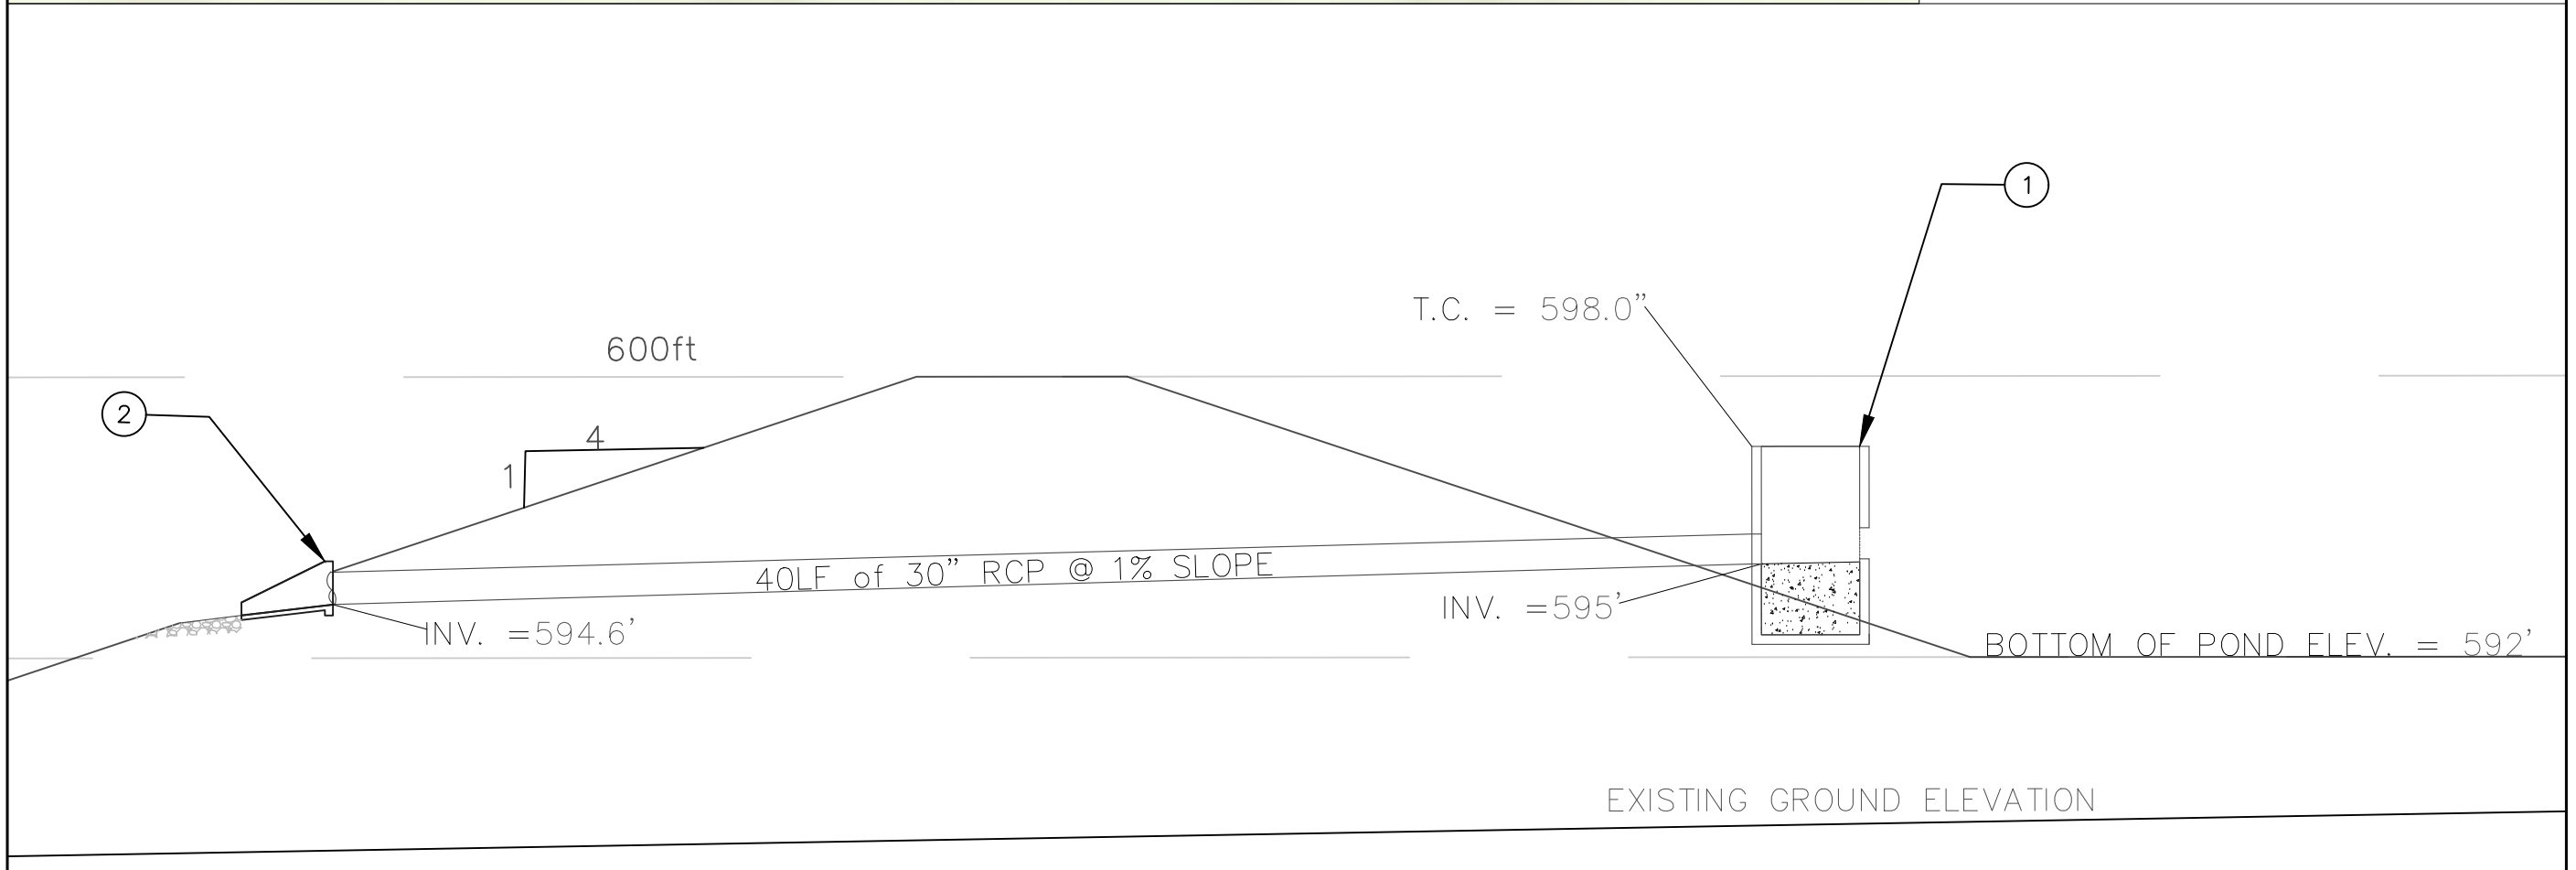 1
T.C. = 598.0"
600ft
2
4
1
40LF of 30" RCP @ 1% SLOPE
INV. =595'
INV. =594.6'
BOTTOM OF POND ELEV. = 592'
EXISTING GROUND ELEVATION